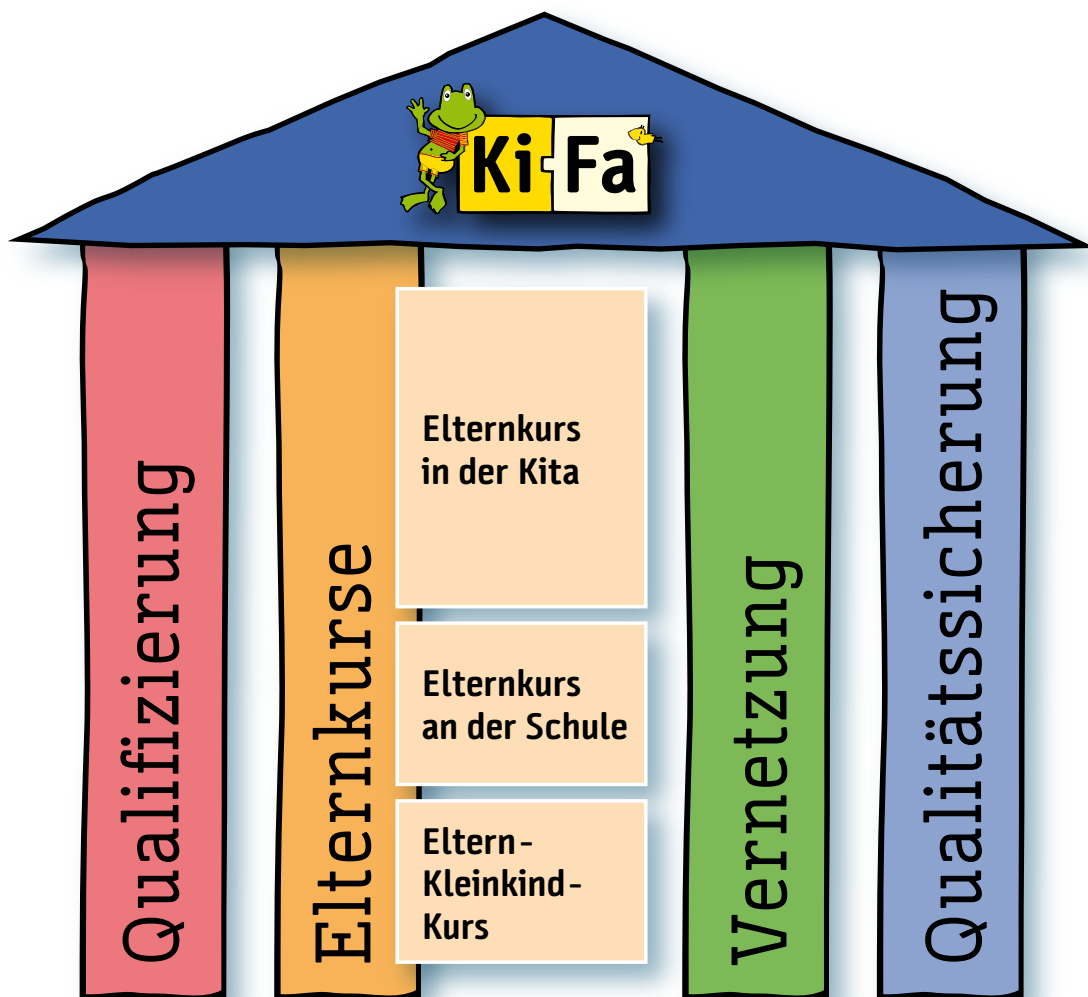 Ki Fa
Qualifizierung
Elternkurse
Elternkurs
in der Kita
Elternkurs
an der Schule
Eltern-
Kleinkind-
Kurs
Vernetzung
Qualitätssicherung